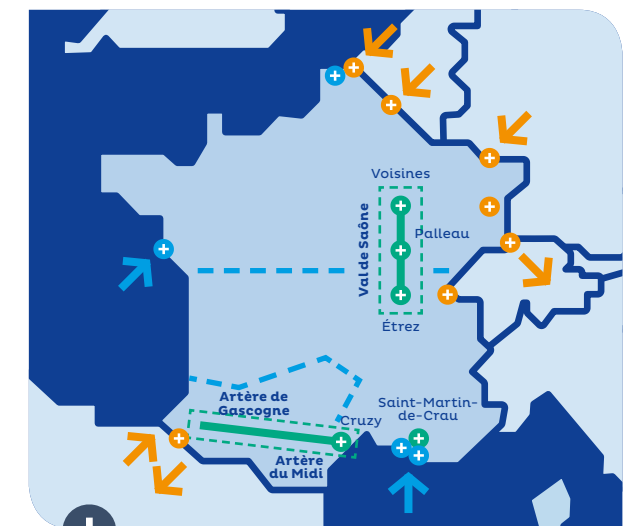 Voisines
Val de Saône
Palleau
Étrez
Artère de
Gascogne
Cruzy
Saint-Martin-
de-Crau
Artère
du Midi